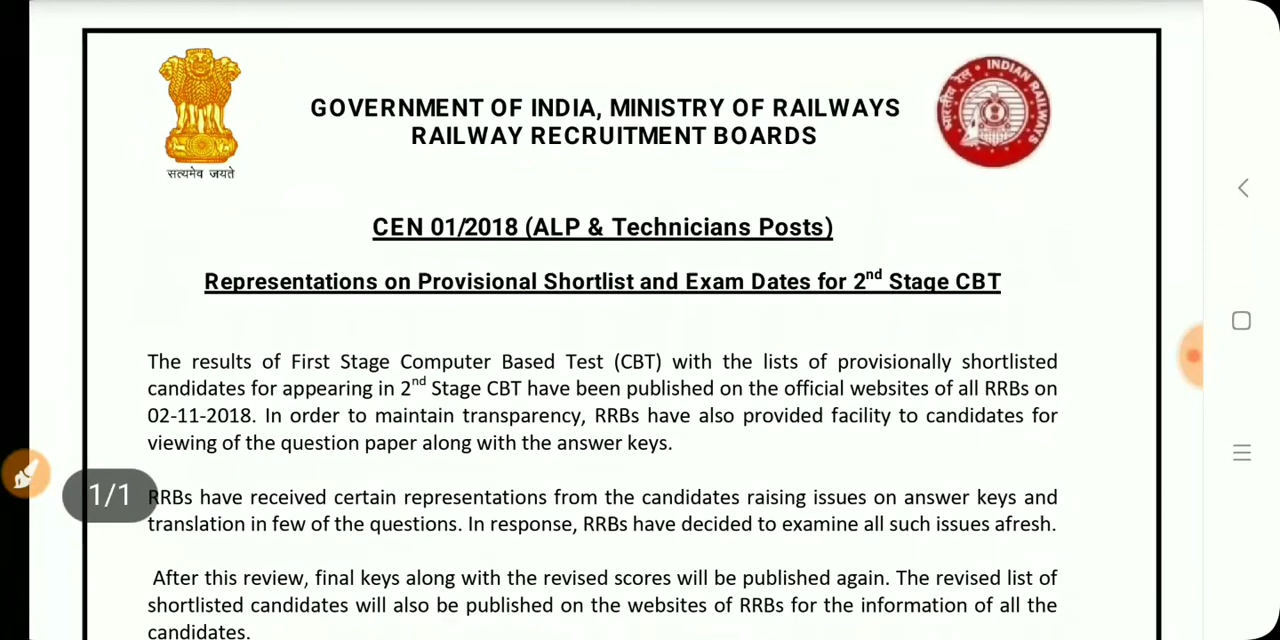 GOVERNMENT OF INDIA, MINISTRY OF RAILWAYS
RAILWAY RECRUITMENT BOARDS
सत्यमेव जयते
भारतीय रेल • INDIAN RAILWAYS
CEN 01/2018 (ALP & Technicians Posts)
Representations on Provisional Shortlist and Exam Dates for 2nd Stage CBT
The results of First Stage Computer Based Test (CBT) with the lists of provisionally shortlisted
candidates for appearing in 2nd Stage CBT have been published on the official websites of all RRBs on
02-11-2018. In order to maintain transparency, RRBs have also provided facility to candidates for
viewing of the question paper along with the answer keys.
1/1
RRBs have received certain representations from the candidates raising issues on answer keys and
translation in few of the questions. In response, RRBs have decided to examine all such issues afresh.
After this review, final keys along with the revised scores will be published again. The revised list of
shortlisted candidates will also be published on the websites of RRBs for the information of all the
candidates.